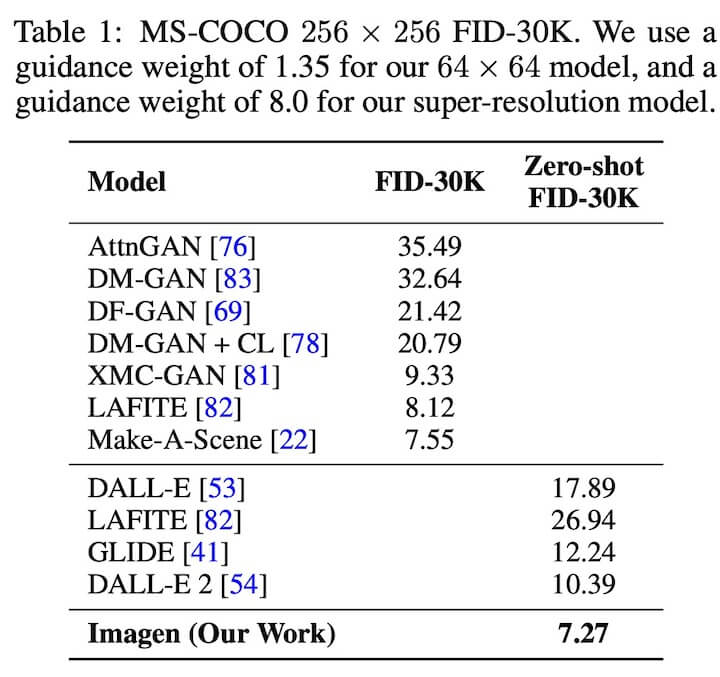 Table 1: MS-COCO 256 × 256 FID-30K. We use a
guidance weight of 1.35 for our 64 × 64 model, and a
guidance weight of 8.0 for our super-resolution model.
Model FID-30K Zero-shot FID-30K
AttnGAN [76] 35.49
DM-GAN [83] 32.64
DF-GAN [69] 21.42
DM-GAN + CL [78] 20.79
XMC-GAN [81] 9.33
LAFITE [82] 8.12
Make-A-Scene [22] 7.55
DALL-E [53] 17.89
LAFITE [82] 26.94
GLIDE [41] 12.24
DALL-E 2 [54] 10.39
Imagen (Our Work) 7.27